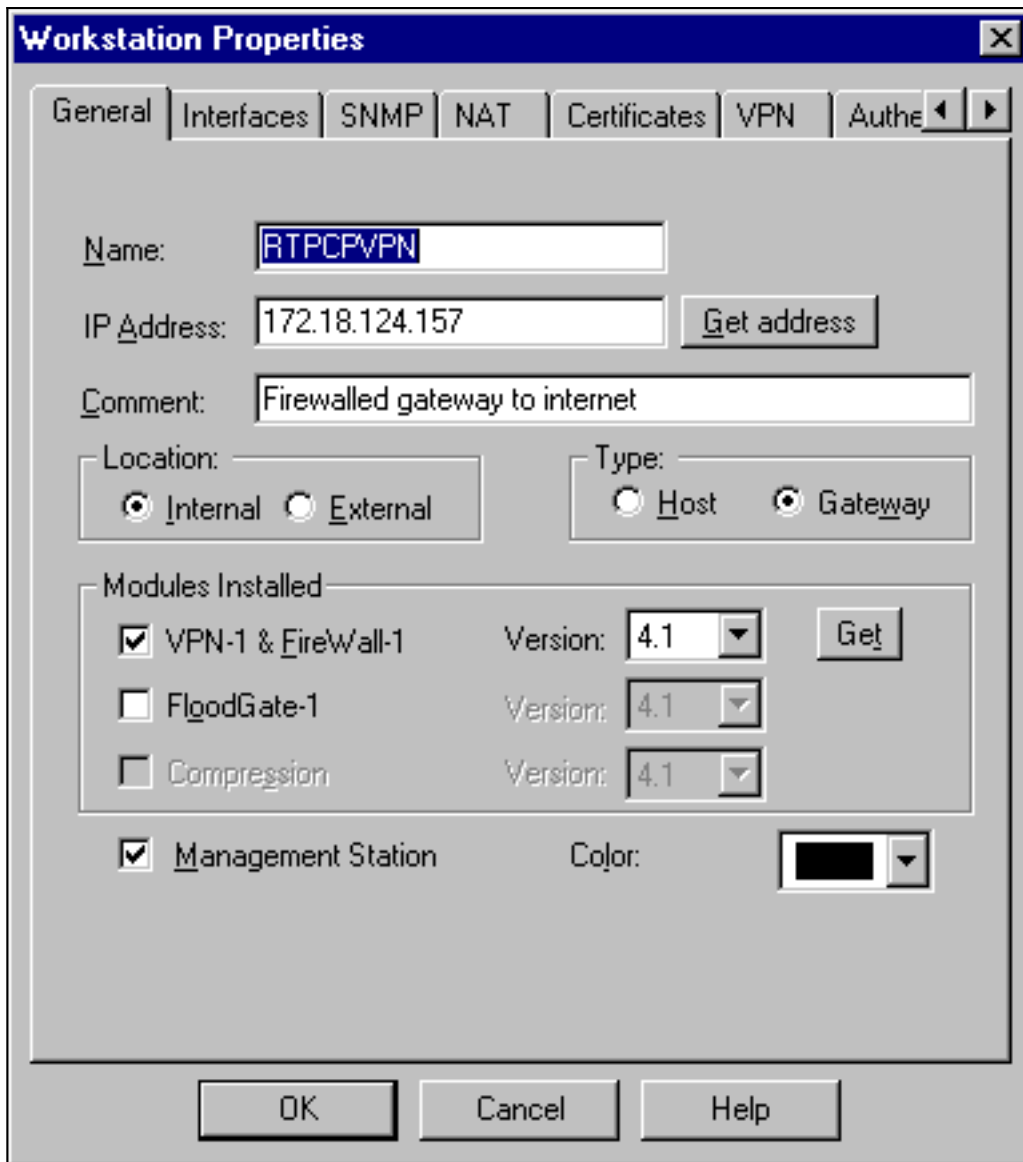 Workstation Properties
General Interfaces SNMP NAT Certificates VPN Authe
Name: RTPCPVPN
IP Address: 172.18.124.157 Get address
Comment: Firewalled gateway to internet
Location: Type:
Internal External Host Gateway
Modules Installed
VPN-1 & FireWall-1 Version: 4.1 Get
FloodGate-1 Version: 4.1
Compression Version: 4.1
Management Station Color:
OK Cancel Help